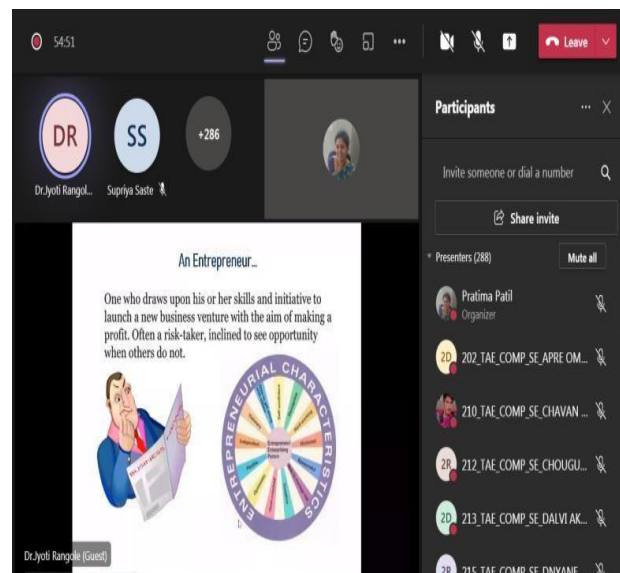 54:51
Leave
DR
SS
+286
Dr.Jyoti Rangol...
Supriya Saste
Participants
Invite someone or dial a number
Share invite
Presenters (288)
Mute all
Pratima Patil
Organizer
2D
202_TAE_COMP_SE_APRE OM...
210_TAE_COMP_SE_CHAVAN ...
2R
212_TAE_COMP_SE_CHOUGU...
2D
213_TAE_COMP_SE_DALVI AK...
2R
215_TAE_COMP_SE_DNYANE...
An Entrepreneur...
One who draws upon his or her skills and initiative to
launch a new business venture with the aim of making a
profit. Often a risk-taker, inclined to see opportunity
when others do not.
BUSINESS
ENTREPRENEURIAL CHARACTERISTICS
Dr.Jyoti Rangole (Guest)